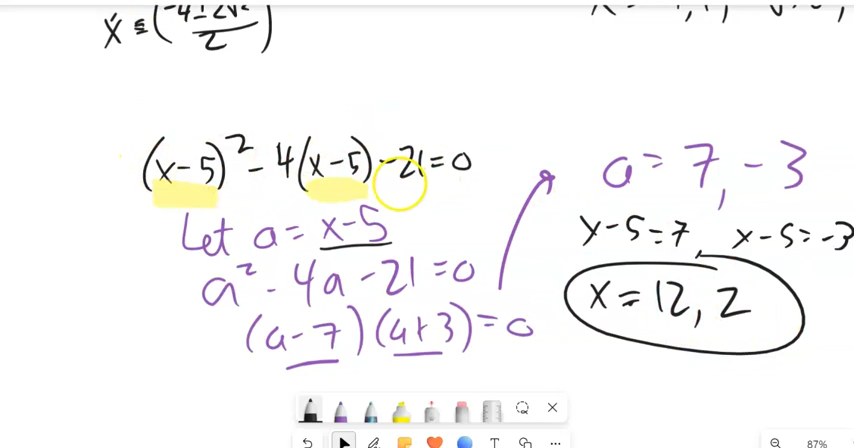 (x-5)² - 4(x-5) - 21 = 0
Let a = x-5
a² - 4a - 21 = 0
(a-7)(a+3) = 0
a = 7, -3
x-5=7, x-5=-3
x = 12, 2
87%